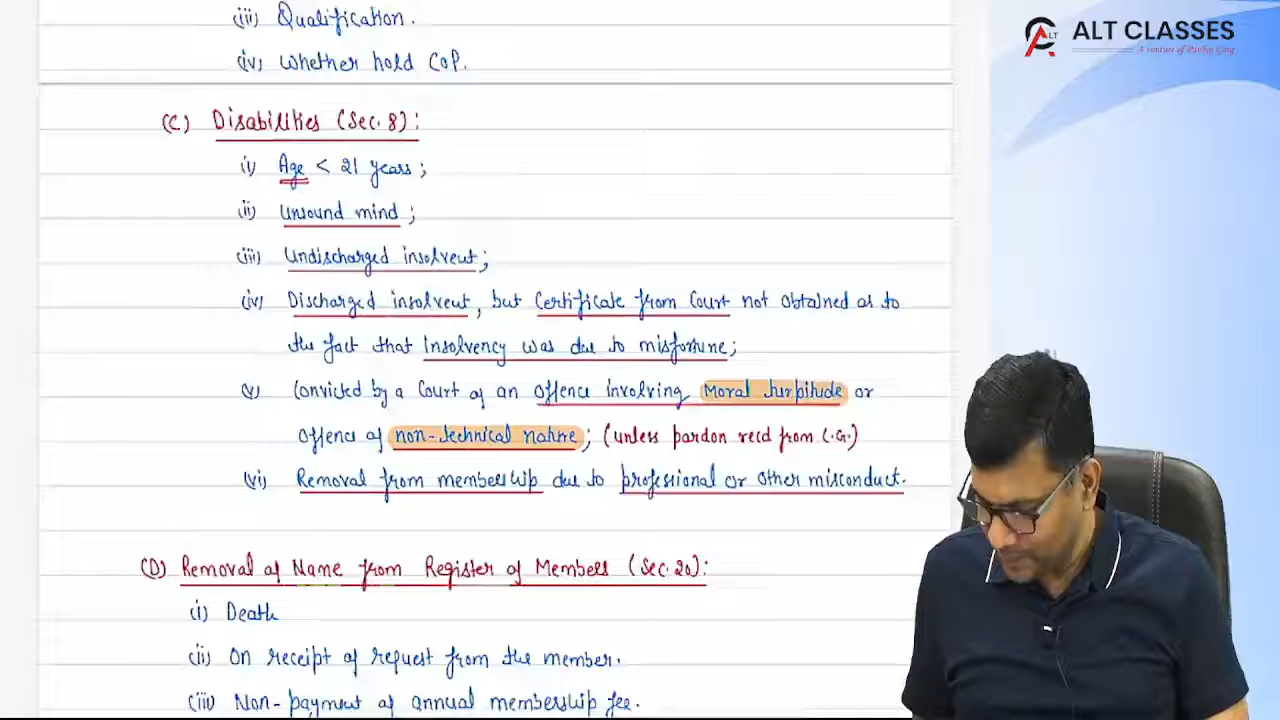 (iii) Qualification.
ALT CLASSES
A venture of Pankaj Garg
(iv) Whether hold CoP.
(C) Disabilities (Sec. 8):
(i) Age < 21 years;
(ii) Unsound mind;
(iii) Undischarged insolvent;
(iv) Discharged insolvent, but Certificate from Court not obtained as to
the fact that insolvency was due to misfortune;
(v) Convicted by a Court of an offence involving Moral turpitude or
Offence of non-technical nature; (unless pardon recd from C.G.)
(vi) Removal from membership due to professional or other misconduct.
(D) Removal of Name from Register of Members (Sec. 20):
(i) Death
(ii) On receipt of request from the member.
(iii) Non-payment of annual membership fee.